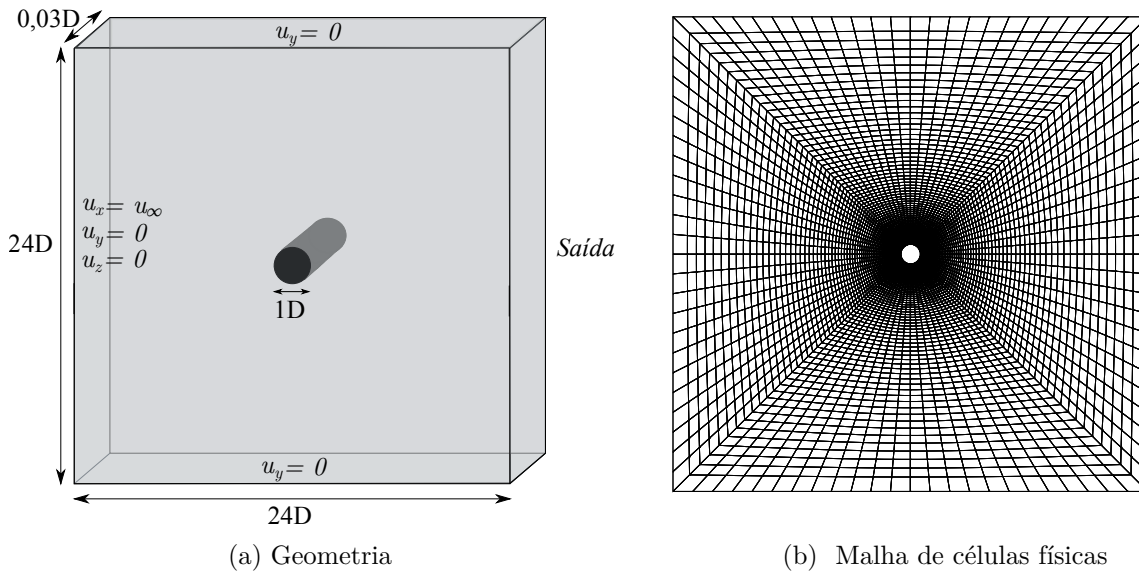 0,03D
u_y = 0
u_x = u_∞
u_y = 0
u_z = 0
24D
1D
Saída
u_y = 0
24D
(a) Geometria
(b) Malha de células físicas